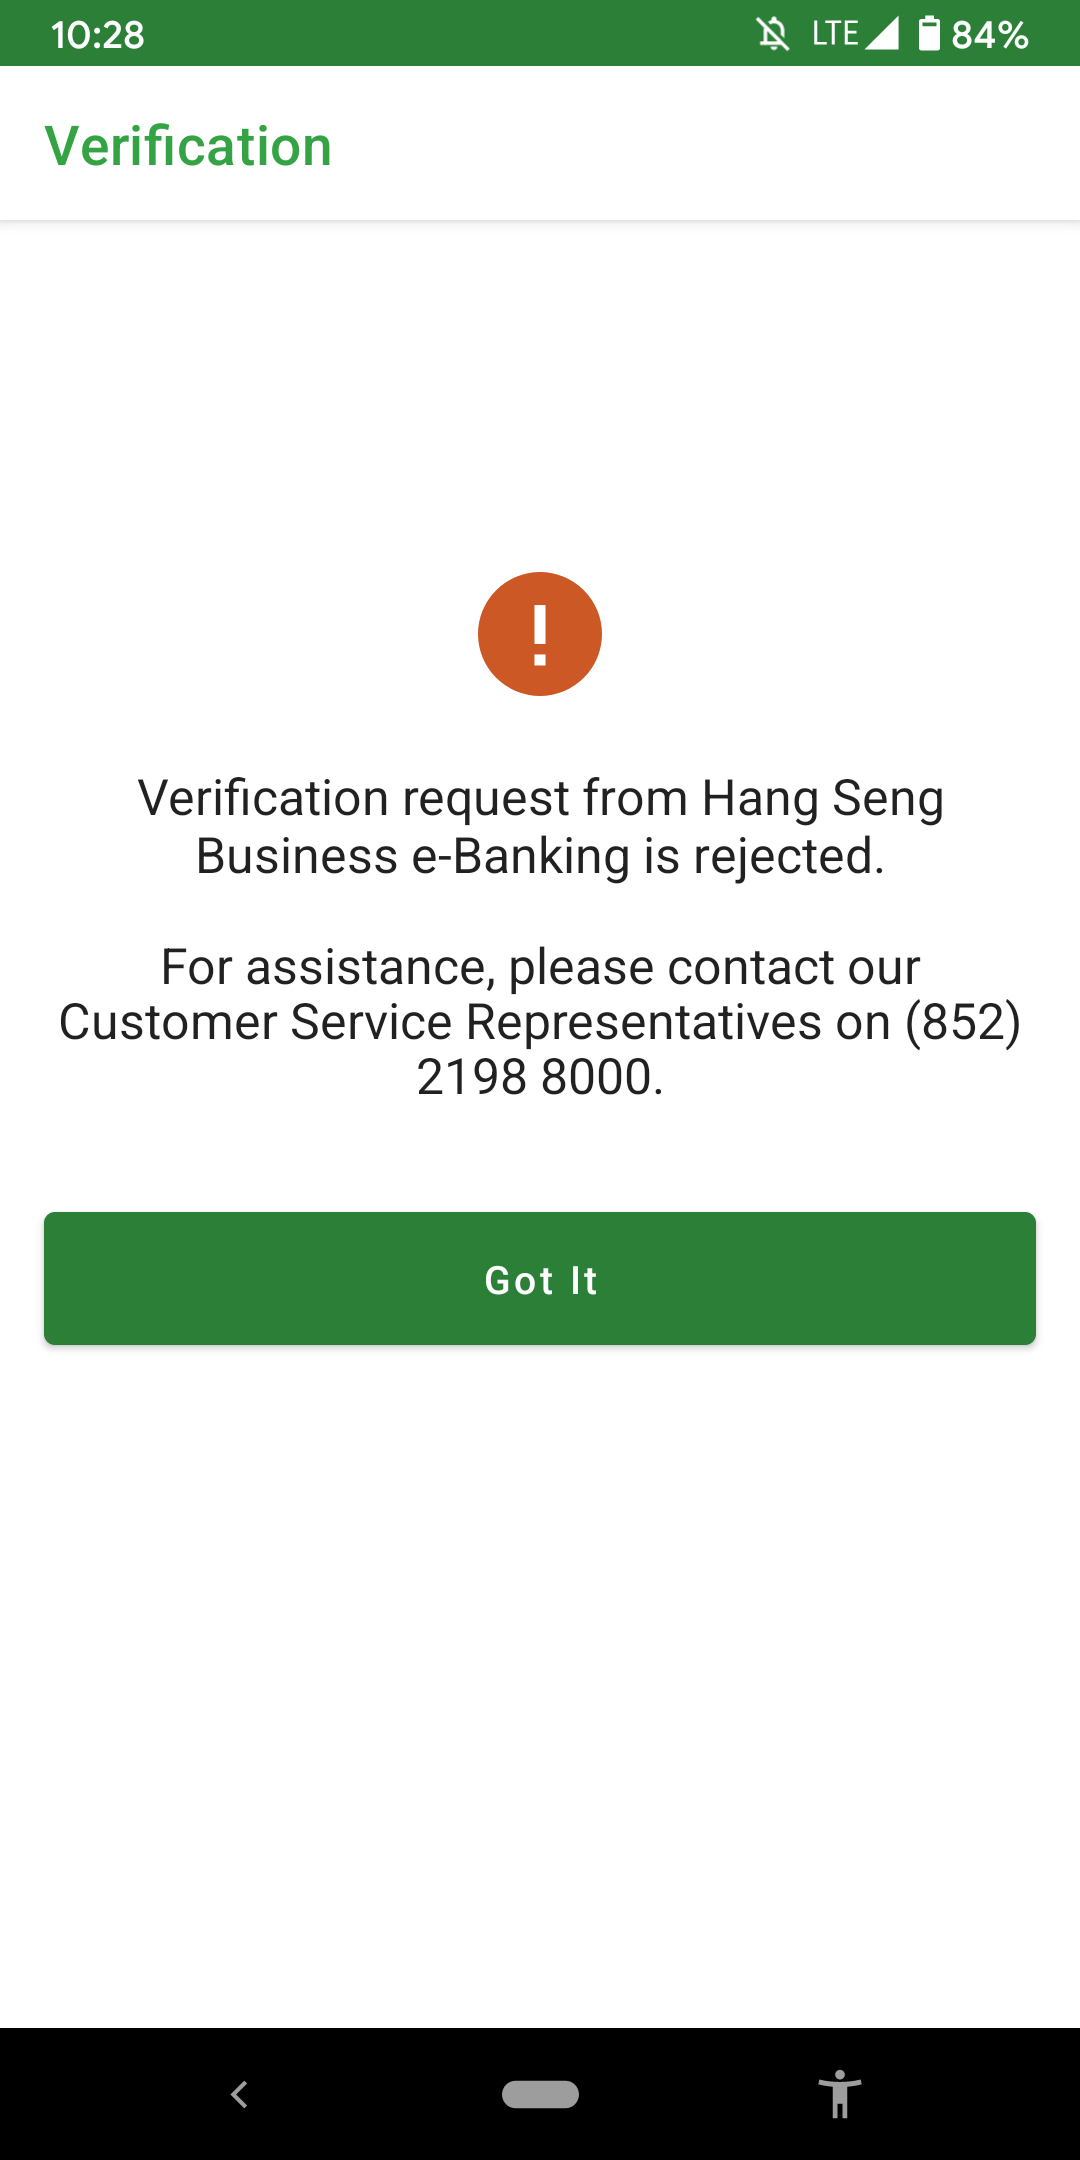 10:28
LTE 84%
Verification
Verification request from Hang Seng
Business e-Banking is rejected.
For assistance, please contact our
Customer Service Representatives on (852)
2198 8000.
Got It